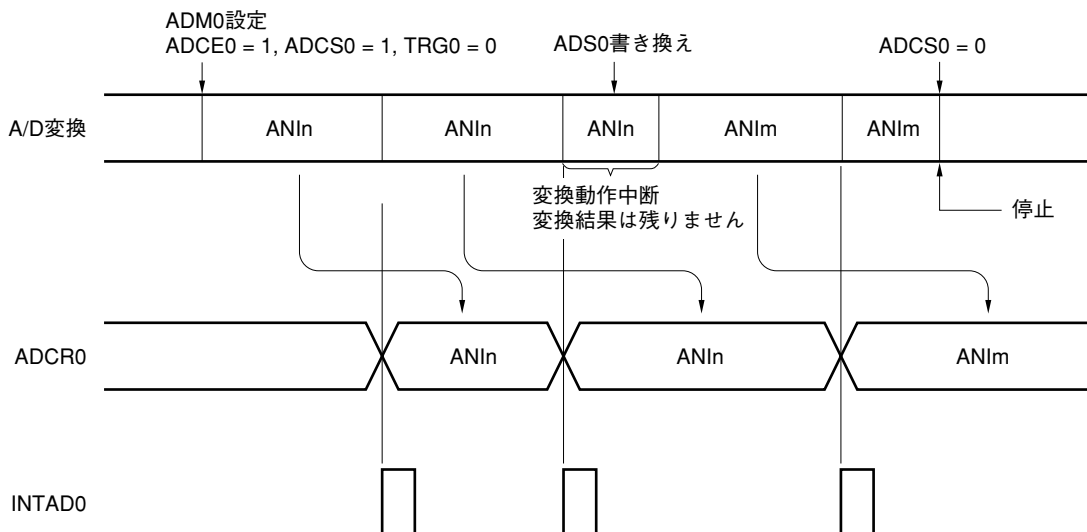 ADM0設定
ADCE0 = 1, ADCS0 = 1, TRG0 = 0
ADS0書き換え
ADCS0 = 0
A/D変換
ANIn
ANIn
ANIn
ANIm
ANIm
変換動作中断
変換結果は残りません
停止
ADCR0
ANIn
ANIn
ANIm
INTAD0